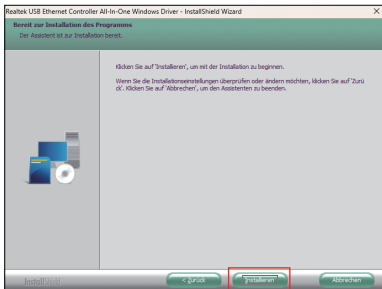 Realtek USB Ethernet Controller All-In-One Windows Driver - InstallShield Wizard
Bereit zur Installation des Programms
Der Assistent ist zur Installation bereit.
Klicken Sie auf 'Installieren', um mit der Installation zu beginnen.
Wenn Sie die Installationseinstellungen überprüfen oder ändern möchten, klicken Sie auf 'Zurü
ck'. Klicken Sie auf 'Abbrechen', um den Assistenten zu beenden.
InstallShield
< Zurück Installieren Abbrechen